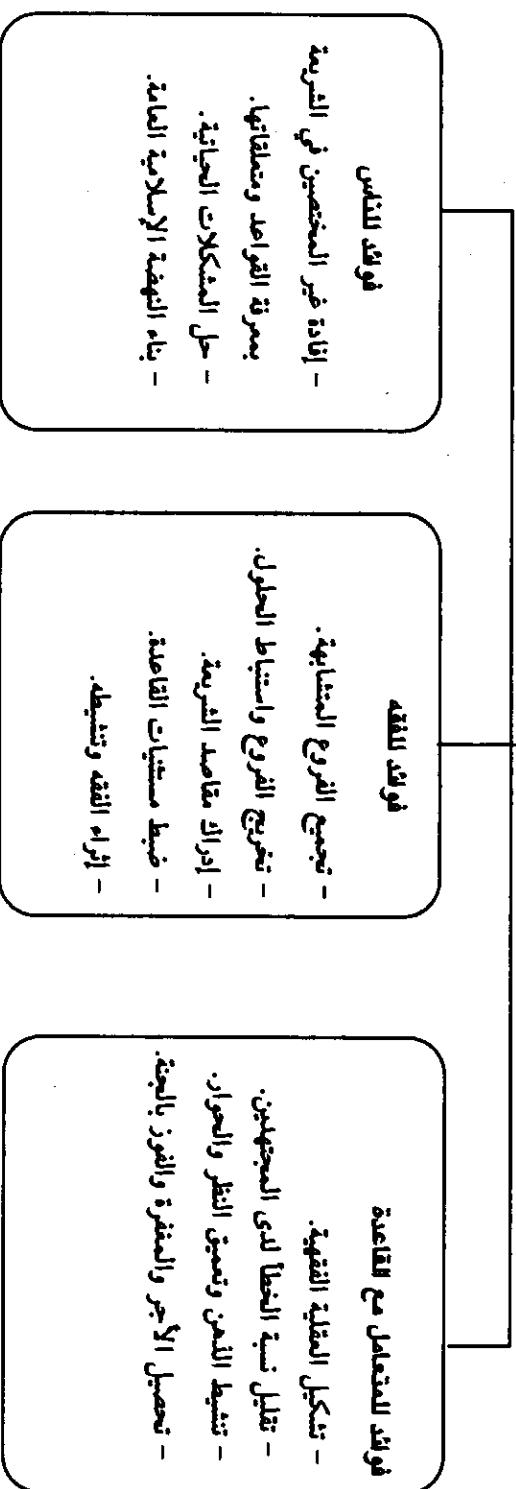 فوائد للمتعامل مع القاعدة
- تشكيل العقلية الفقهية.
- تقليل نسبة الخطأ لدى المجتهدين.
- تنشيط الذهن وتعميق النظر والحوار.
- تحصيل الأجر والمغفرة والفوز بالجنة.
فوائد للفقه
- تجميع الفروع المتشابهة.
- تخريج الفروع واستنباط الحلول.
- إدراك مقاصد الشريعة.
- ضبط مستثنيات القاعدة.
- إثراء الفقه وتنشيطه.
فوائد للناس
- إفادة غير المختصين في الشريعة
بمعرفة القواعد ومتعلقاتها.
- حل المشكلات الحياتية.
- بناء النهضة الإسلامية العامة.